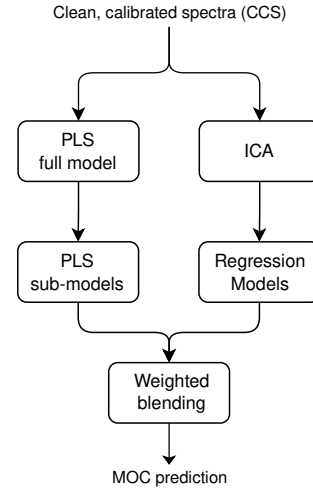 Clean, calibrated spectra (CCS)
PLS
full model
ICA
PLS
sub-models
Regression
Models
Weighted
blending
MOC prediction